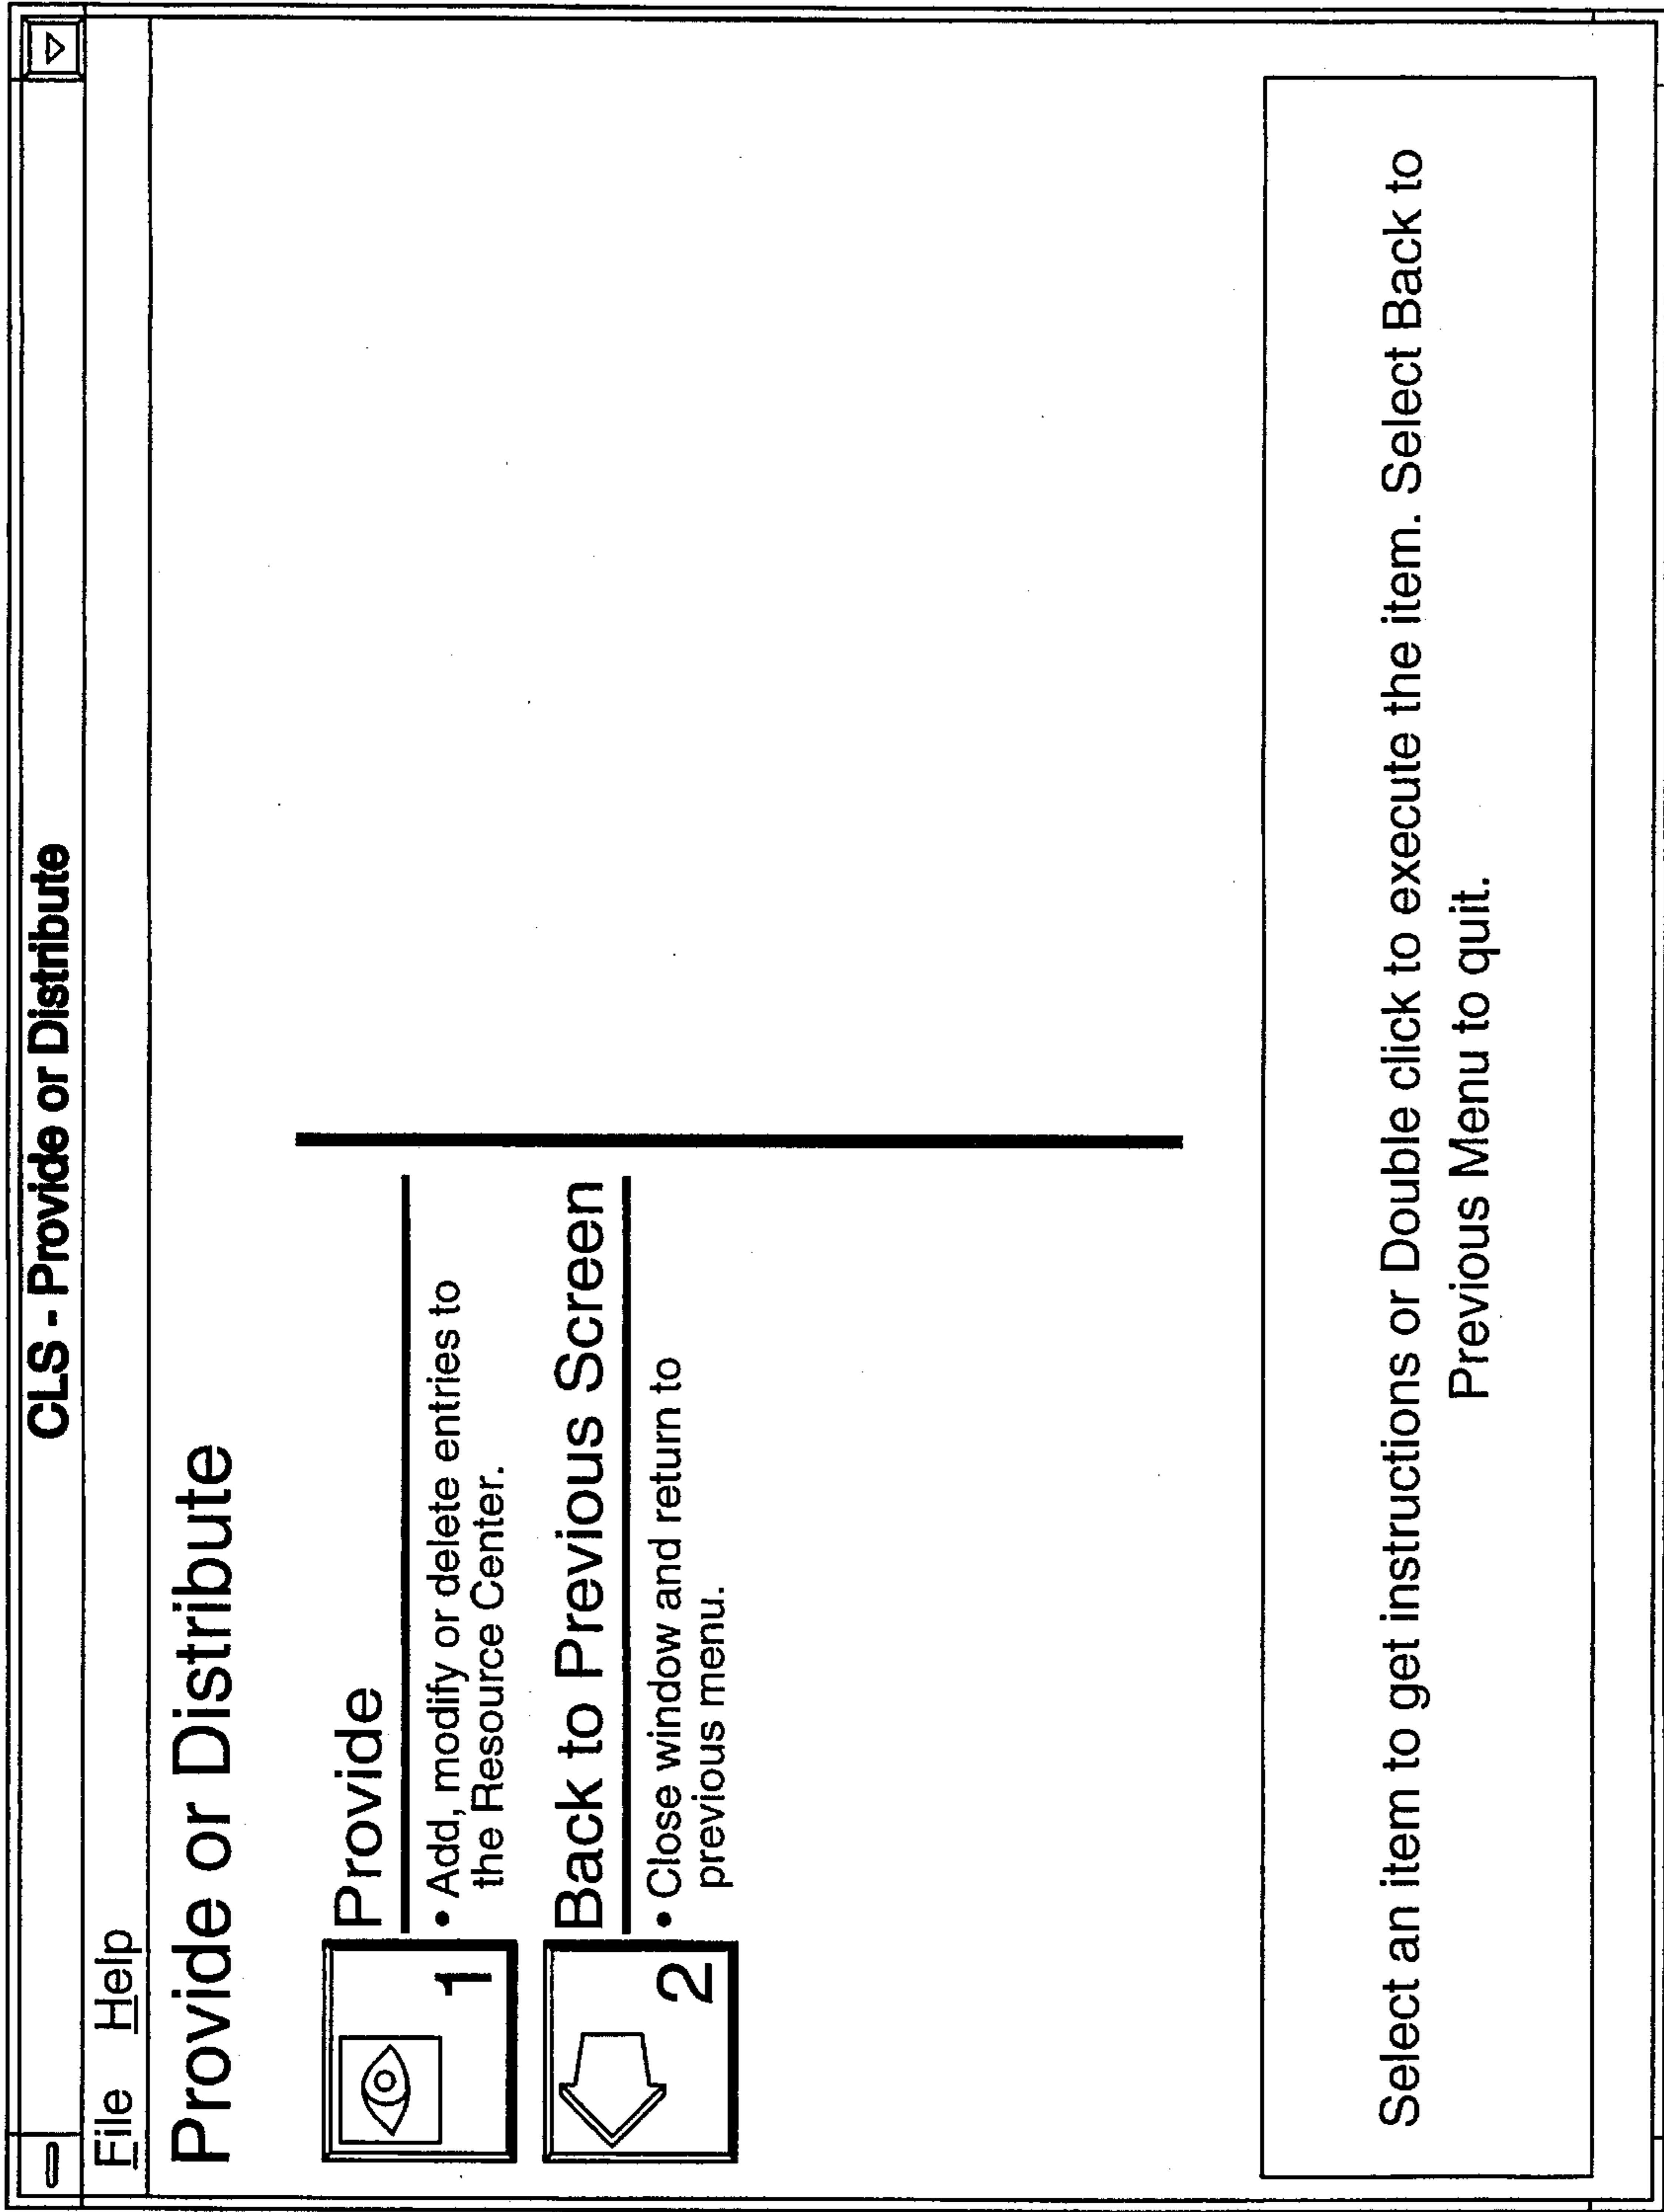 CLS - Provide or Distribute
File Help
Provide or Distribute
1
Provide
• Add, modify or delete entries to
the Resource Center.
2
Back to Previous Screen
• Close window and return to
previous menu.
Select an item to get instructions or Double click to execute the item. Select Back to
Previous Menu to quit.